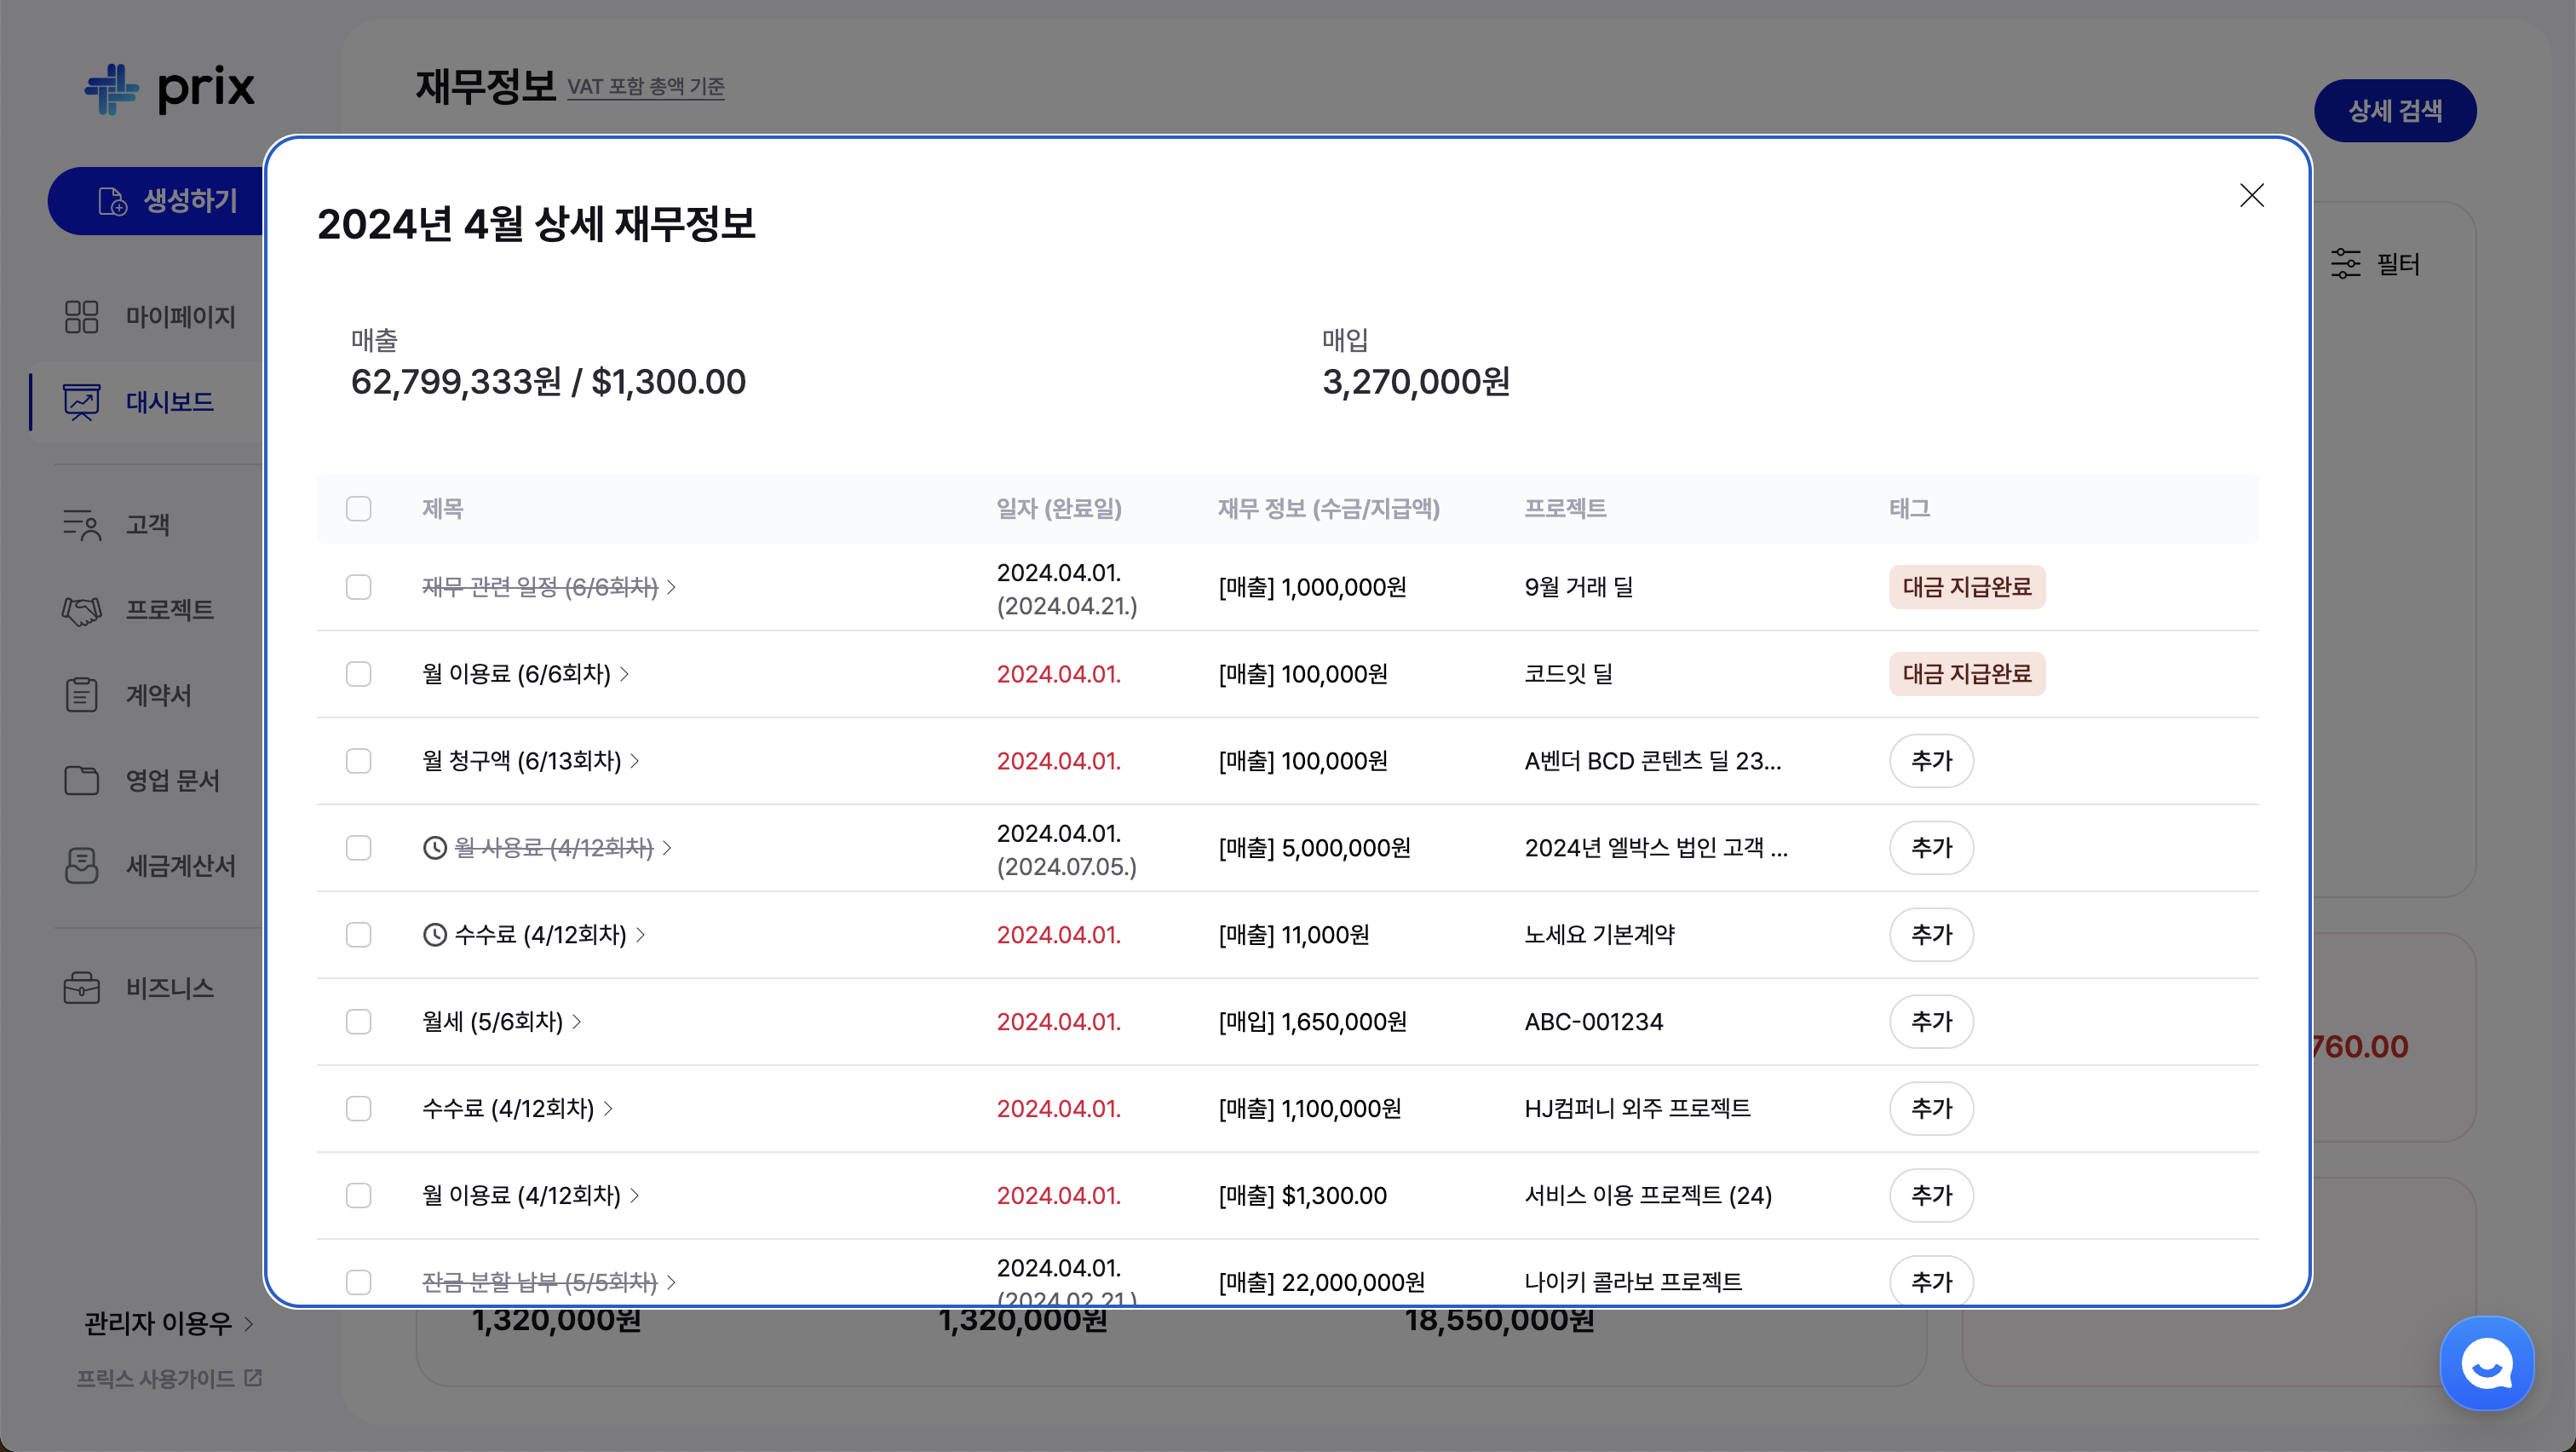 prix
재무정보 VAT 포함 총액 기준
상세 검색
생성하기
필터
마이페이지
대시보드
고객
프로젝트
계약서
영업 문서
세금계산서
비즈니스
관리자 이용우
프릭스 사용가이드
2024년 4월 상세 재무정보
매출
62,799,333원 / $1,300.00
매입
3,270,000원
제목 일자 (완료일) 재무 정보 (수금/지급액) 프로젝트 태그
재무 관련 일정 (6/6회차) 2024.04.01. (2024.04.21.) [매출] 1,000,000원 9월 거래 딜 대금 지급완료
월 이용료 (6/6회차) 2024.04.01. [매출] 100,000원 코드잇 딜 대금 지급완료
월 청구액 (6/13회차) 2024.04.01. [매출] 100,000원 A벤더 BCD 콘텐츠 딜 23... 추가
월 사용료 (4/12회차) 2024.04.01. (2024.07.05.) [매출] 5,000,000원 2024년 엘박스 법인 고객 ... 추가
수수료 (4/12회차) 2024.04.01. [매출] 11,000원 노세요 기본계약 추가
월세 (5/6회차) 2024.04.01. [매입] 1,650,000원 ABC-001234 추가
수수료 (4/12회차) 2024.04.01. [매출] 1,100,000원 HJ컴퍼니 외주 프로젝트 추가
월 이용료 (4/12회차) 2024.04.01. [매출] $1,300.00 서비스 이용 프로젝트 (24) 추가
잔금 분할 납부 (5/5회차) 2024.04.01. (2024.02.21.) [매출] 22,000,000원 나이키 콜라보 프로젝트 추가
760.00
1,320,000원 1,320,000원 18,550,000원